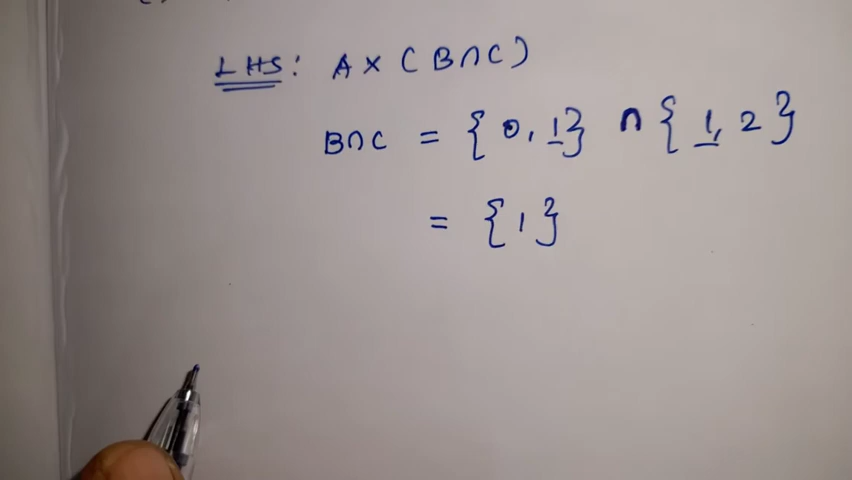 LHS: A × (B∩C)
B∩C = {0, 1} ∩ {1, 2}
= {1}